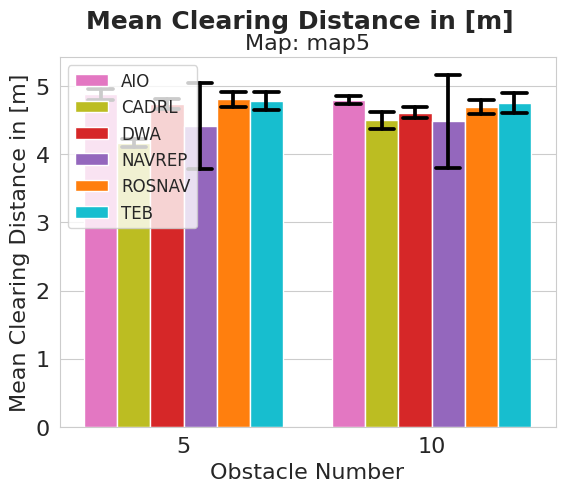 Mean Clearing Distance in [m]
Map: map5
Mean Clearing Distance in [m]
5
4
3
2
1
0
AIO
CADRL
DWA
NAVREP
ROSNAV
TEB
5
10
Obstacle Number